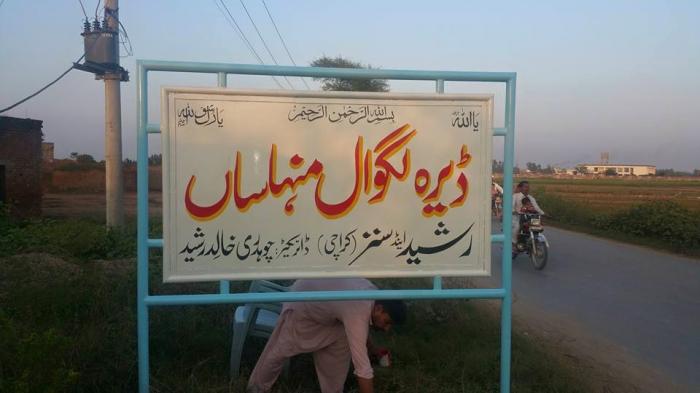 یا اللہ بسم اللہ الرحمن الرحیم یا رسول اللہ
ڈیرہ لگوال منہاساں
رشید اینڈ سنز (کراچی) ڈائریکٹر: چوہدری خالد رشید